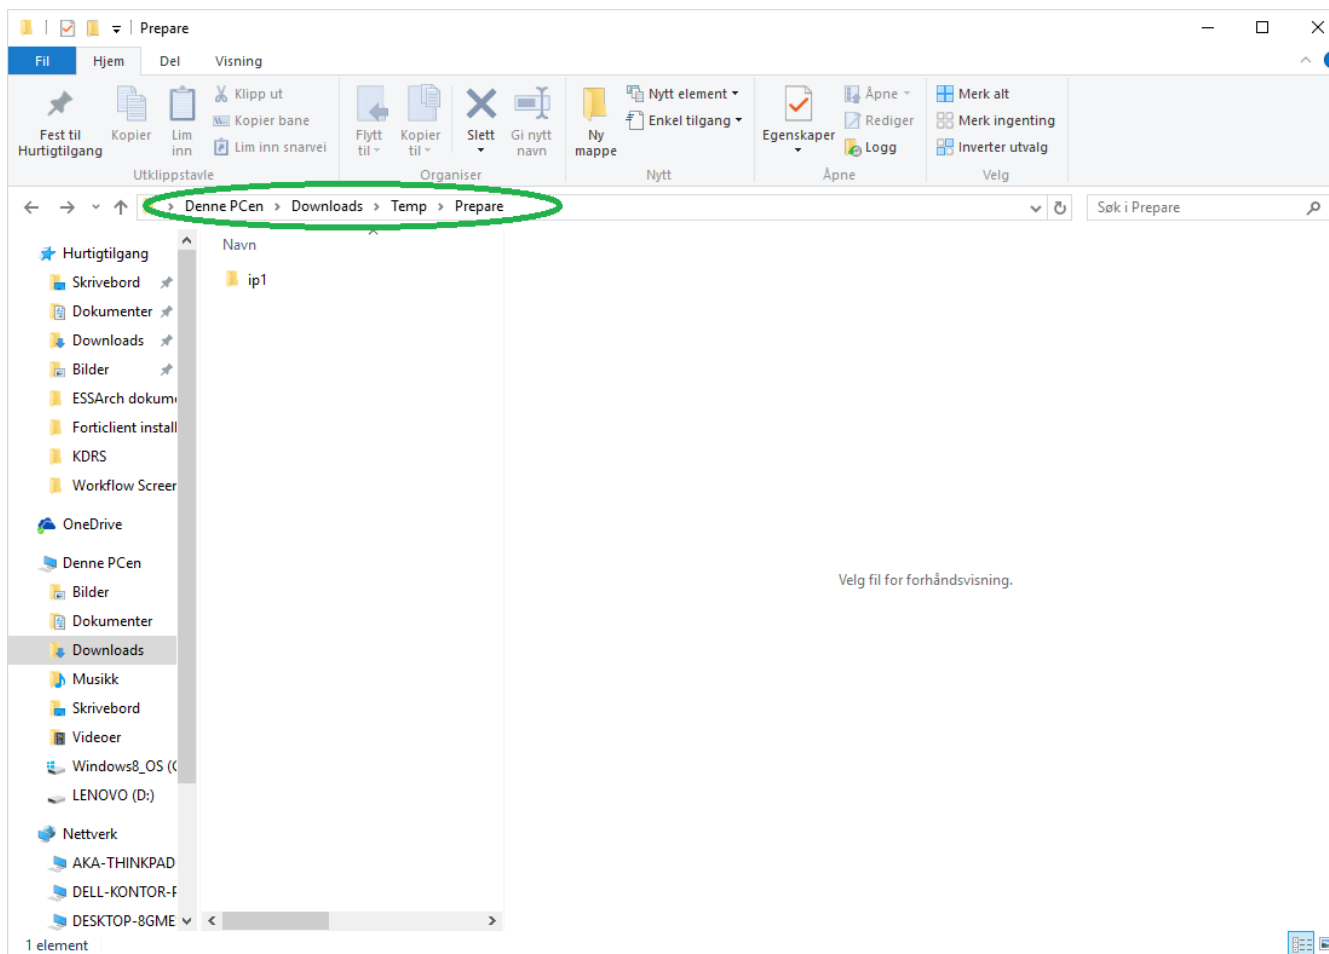 Prepare
Fil Hjem Del Visning
Fest til Hurtigtilgang
Kopier
Lim inn
Klipp ut
Kopier bane
Lim inn snarvei
Utklippstavle
Flytt til
Kopier til
Slett
Gi nytt navn
Organiser
Ny mappe
Nytt element
Enkel tilgang
Nytt
Egenskaper
Åpne
Rediger
Logg
Åpne
Merk alt
Merk ingenting
Inverter utvalg
Velg
Denne PCen > Downloads > Temp > Prepare
Søk i Prepare
Hurtigtilgang
Skrivebord
Dokumenter
Downloads
Bilder
ESSArch dokum
Forticlient install
KDRS
Workflow Screer
OneDrive
Denne PCen
Bilder
Dokumenter
Downloads
Musikk
Skrivebord
Videoer
Windows8_OS (C
LENOVO (D:)
Nettverk
AKA-THINKPAD
DELL-KONTOR-P
DESKTOP-8GME
Navn
ip1
Velg fil for forhåndsvisning.
1 element